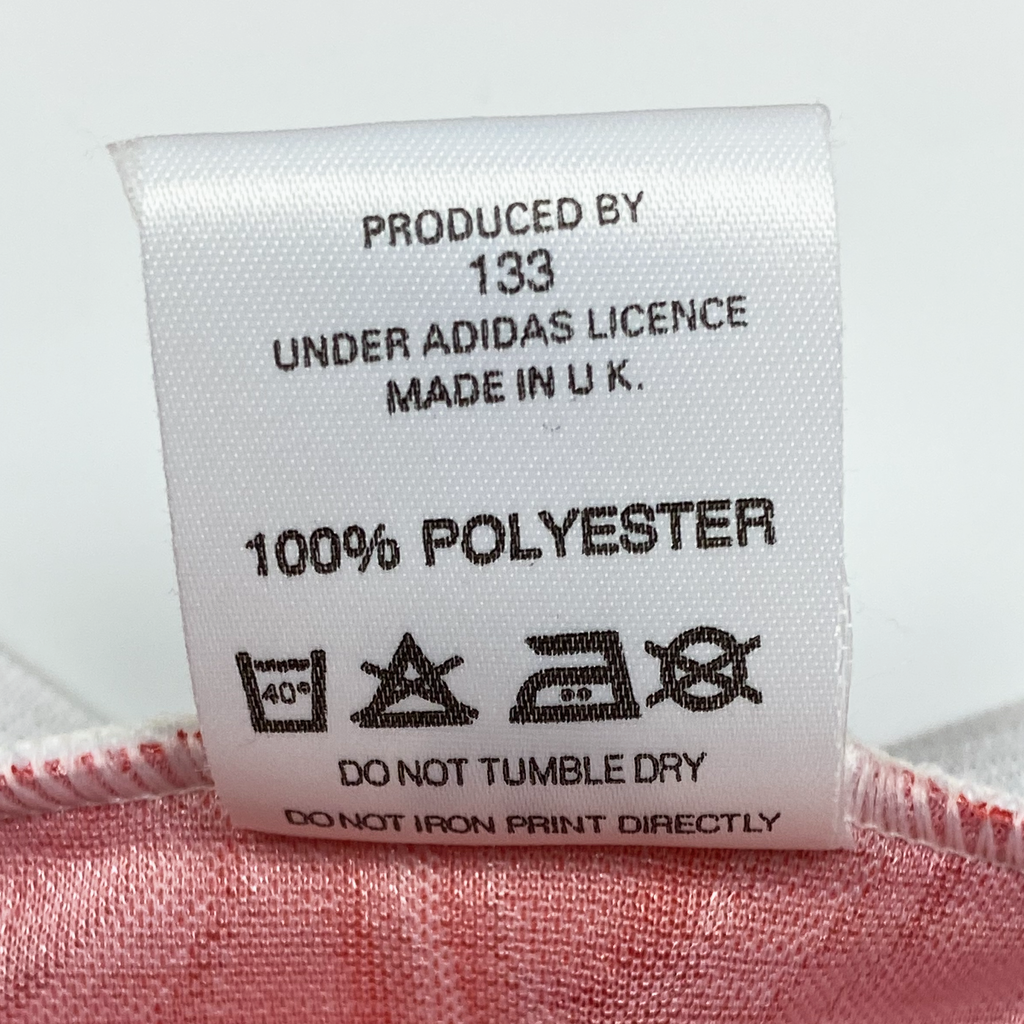 PRODUCED BY
133
UNDER ADIDAS LICENCE
MADE IN U K.
100% POLYESTER
40°
DO NOT TUMBLE DRY
DO NOT IRON PRINT DIRECTLY